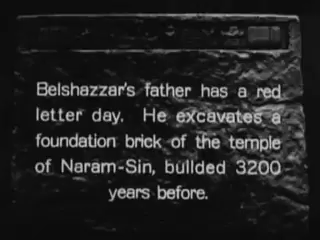 Belshazzar's father has a red
letter day. He excavates a
foundation brick of the temple
of Naram-Sin, builded 3200
years before.